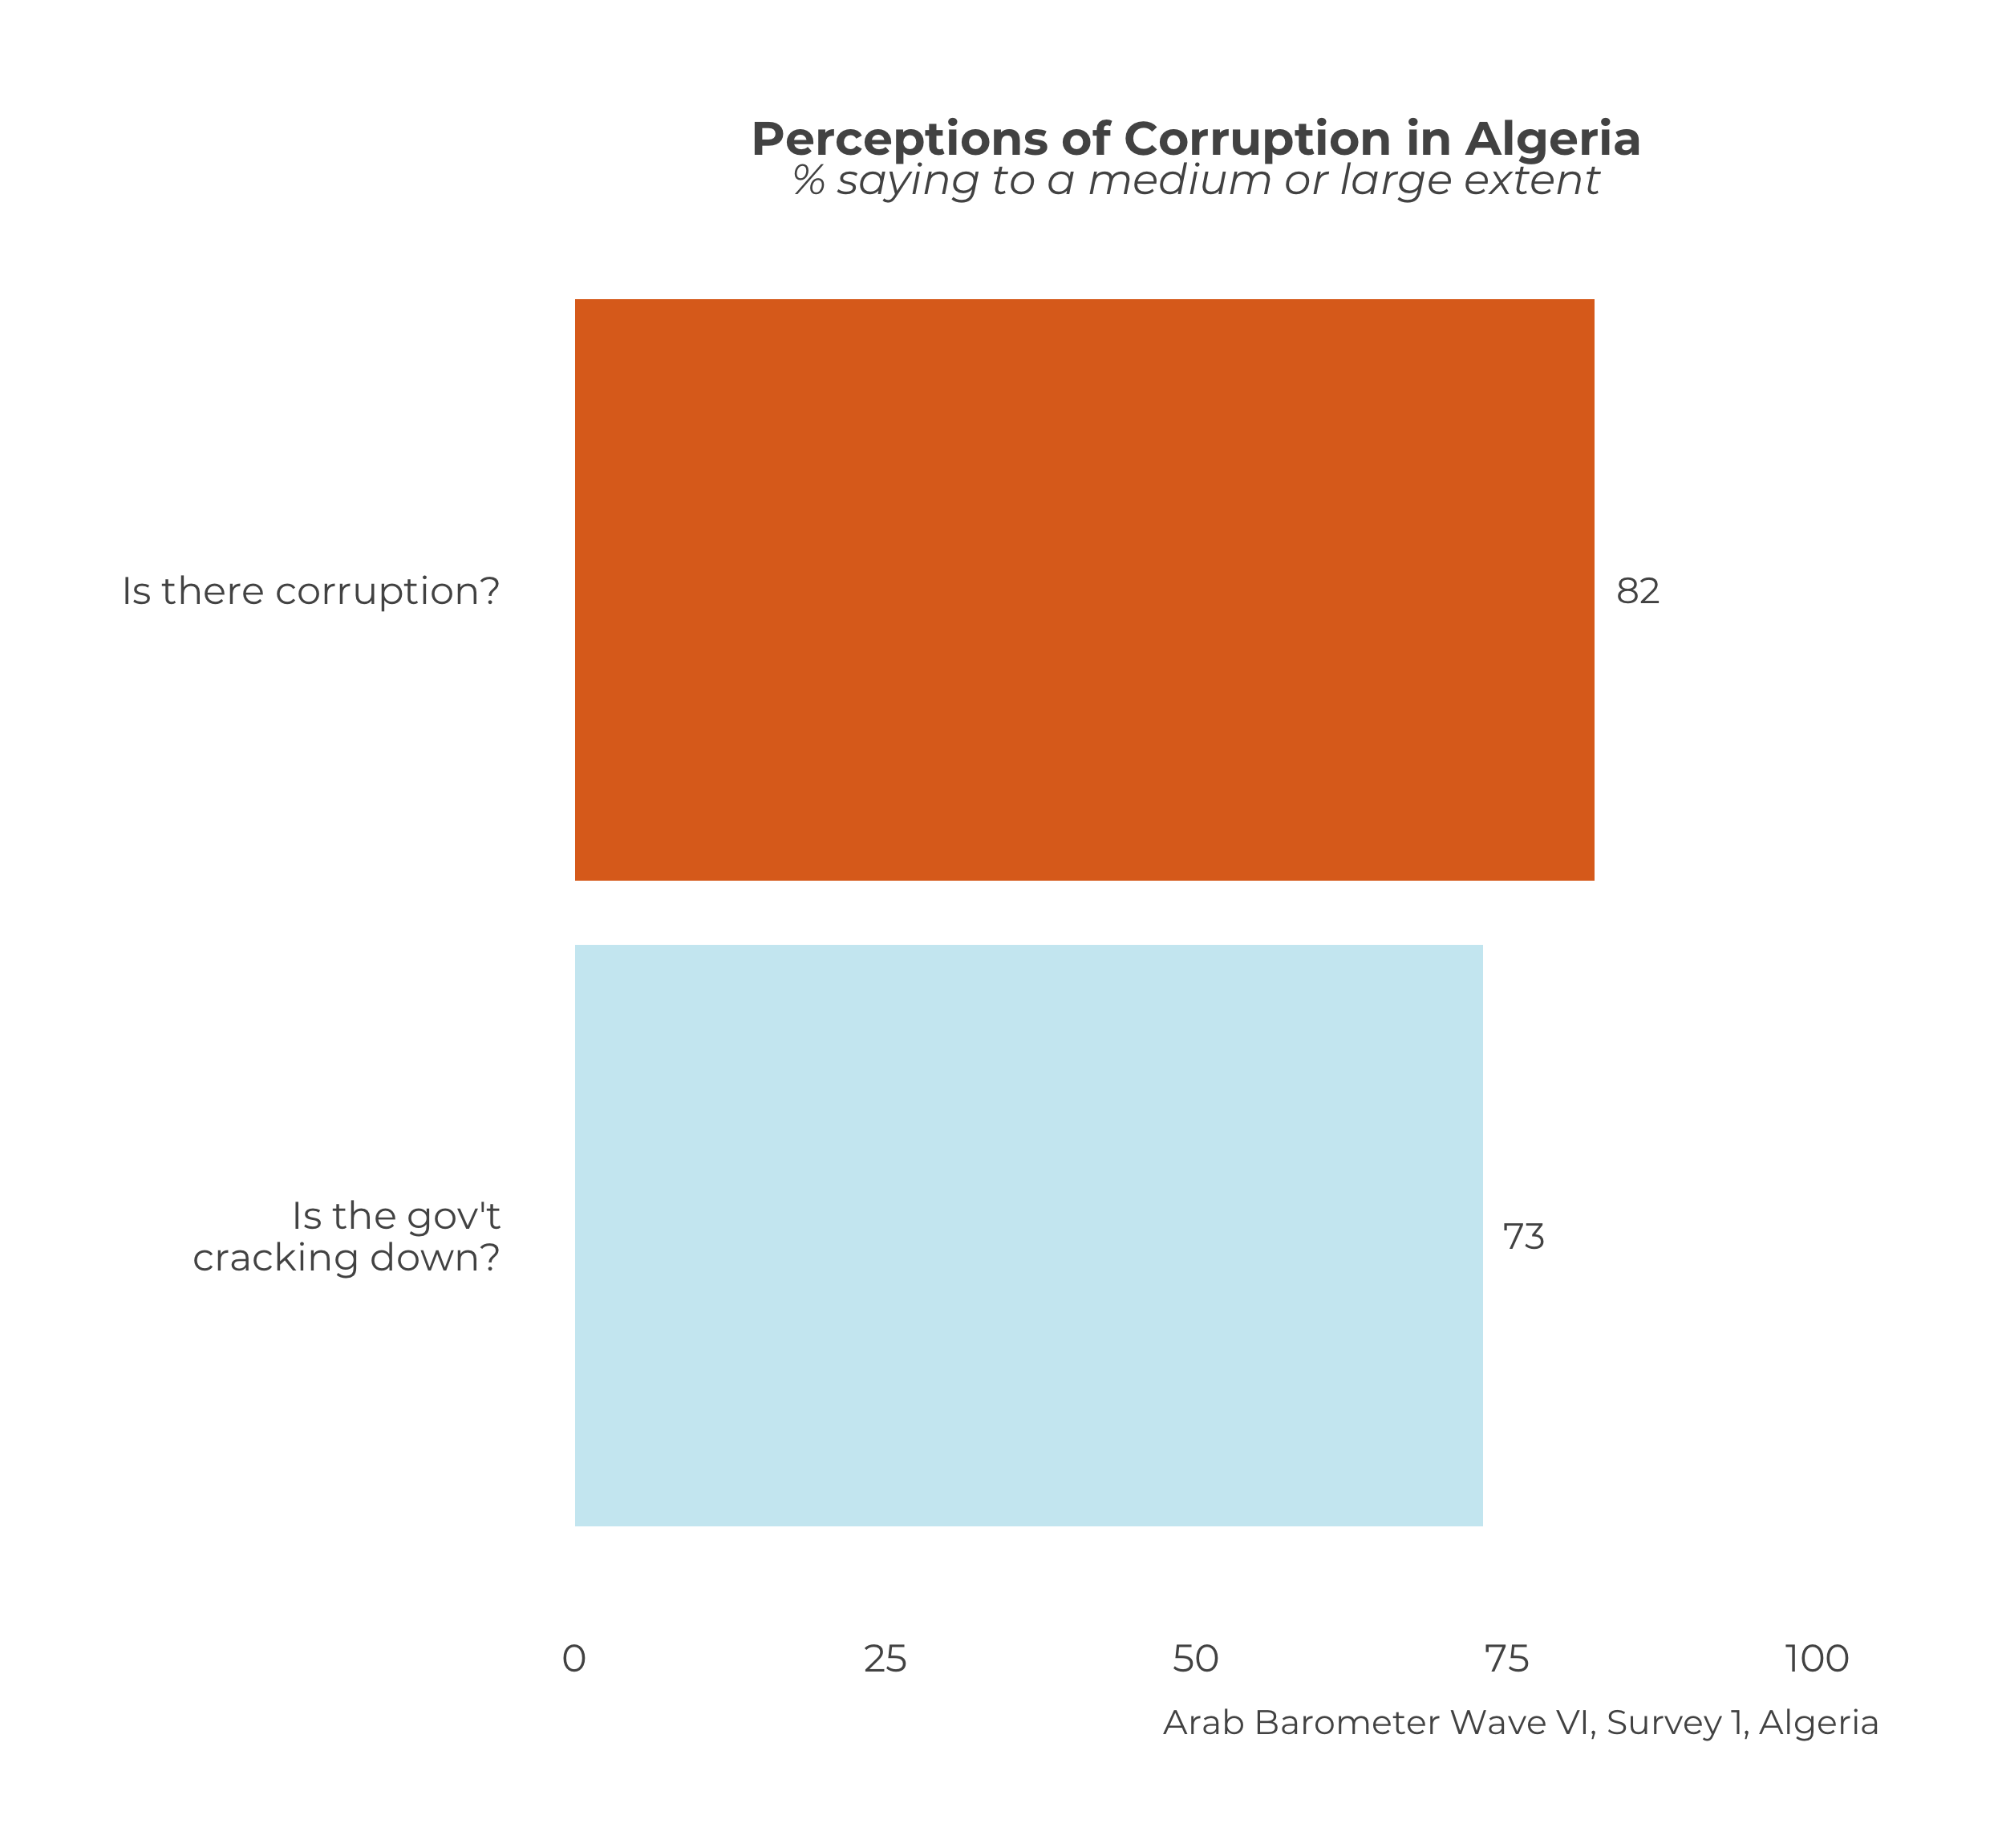 Perceptions of Corruption in Algeria
% saying to a medium or large extent
Is there corruption?
82
Is the gov't
cracking down?
73
0 25 50 75 100
Arab Barometer Wave VI, Survey 1, Algeria